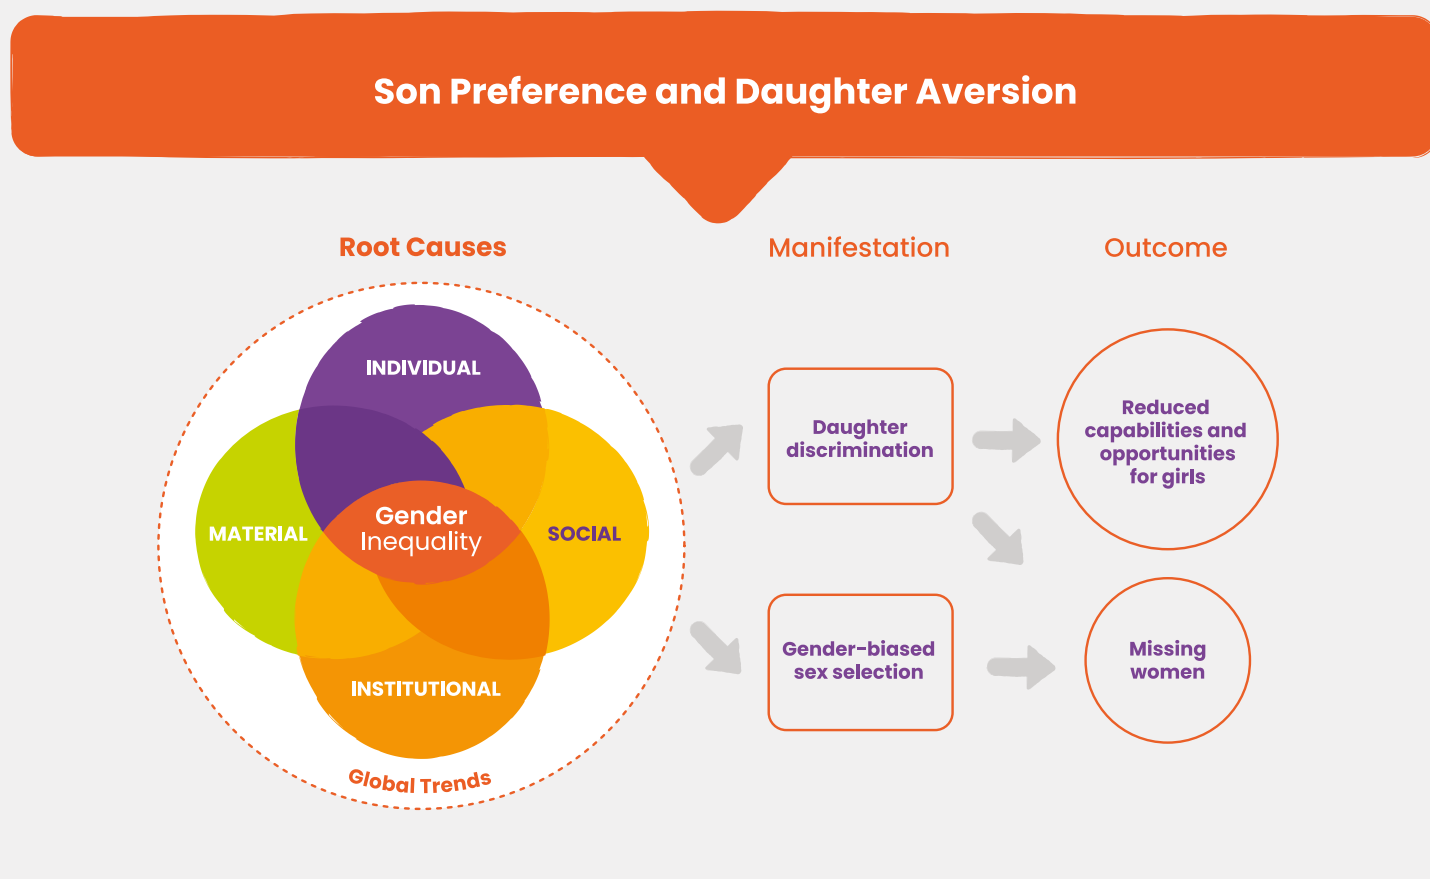 Son Preference and Daughter Aversion
Root Causes
INDIVIDUAL
MATERIAL
Gender
Inequality
SOCIAL
INSTITUTIONAL
Global Trends
Manifestation
Daughter
discrimination
Gender-biased
sex selection
Outcome
Reduced
capabilities and
opportunities
for girls
Missing
women